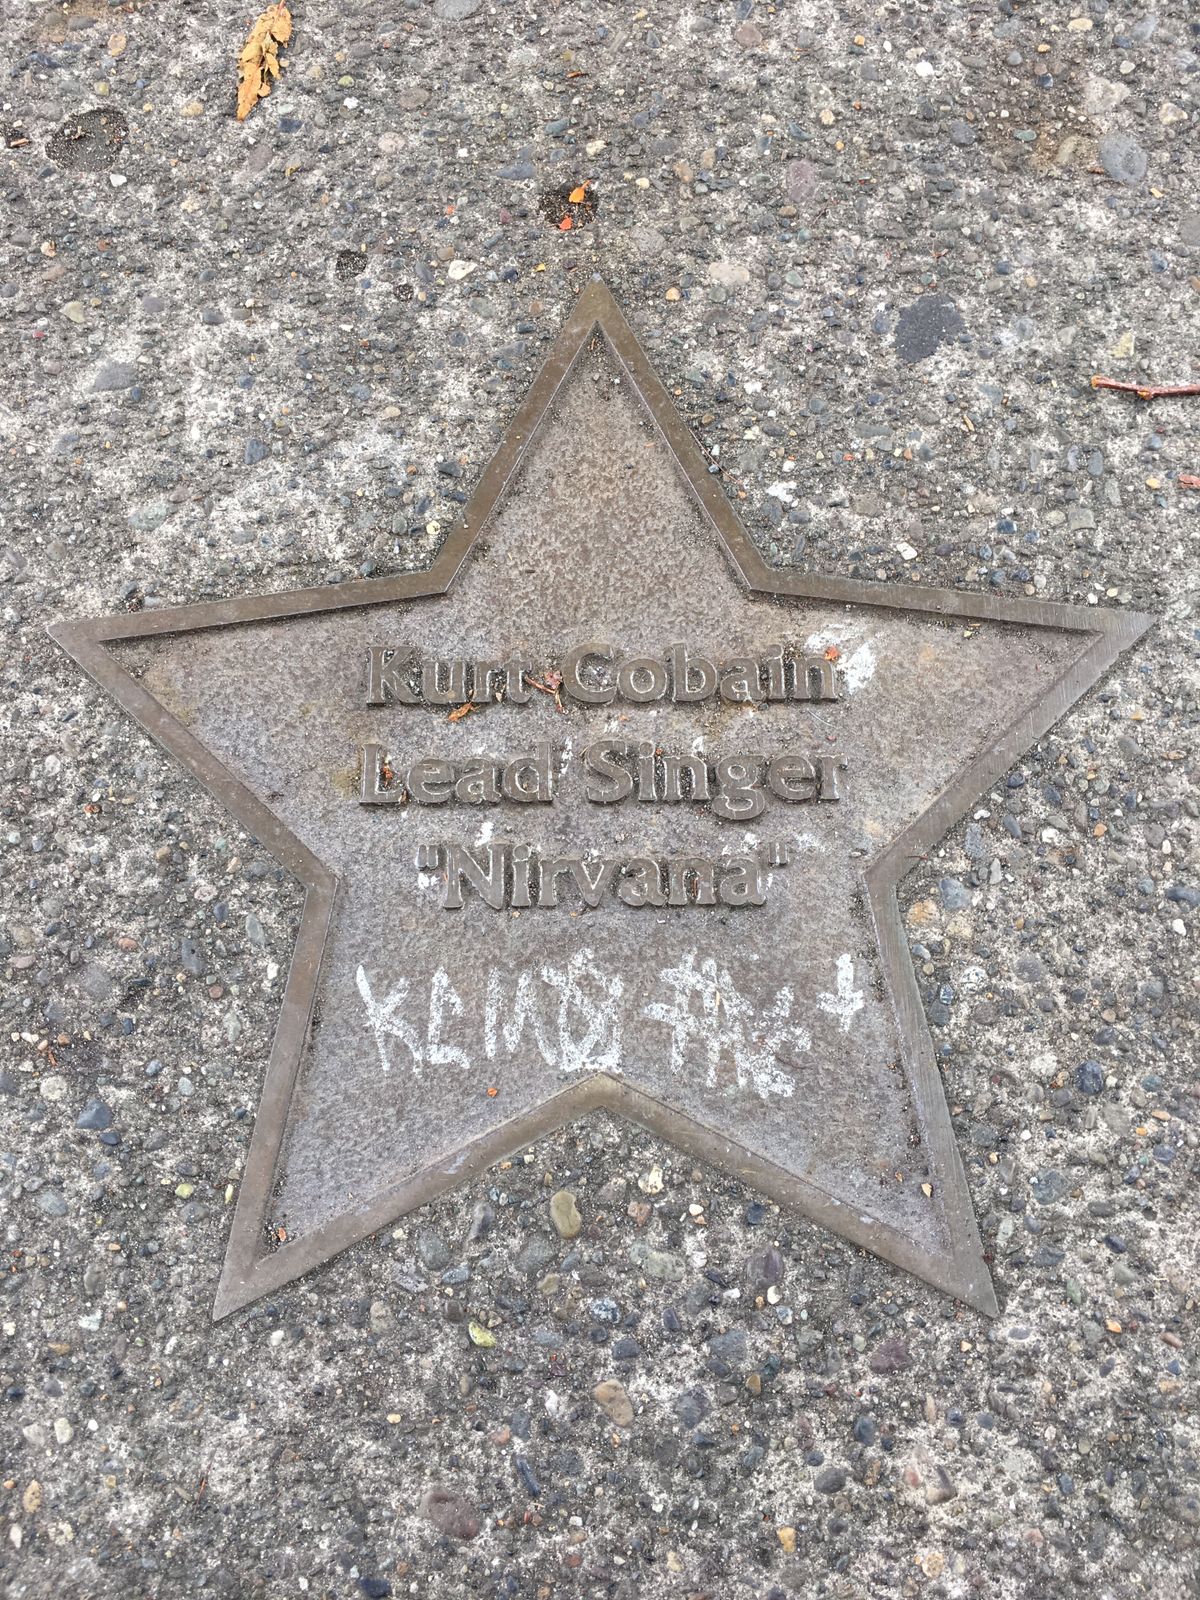 Kurt Cobain
Lead Singer
"Nirvana"